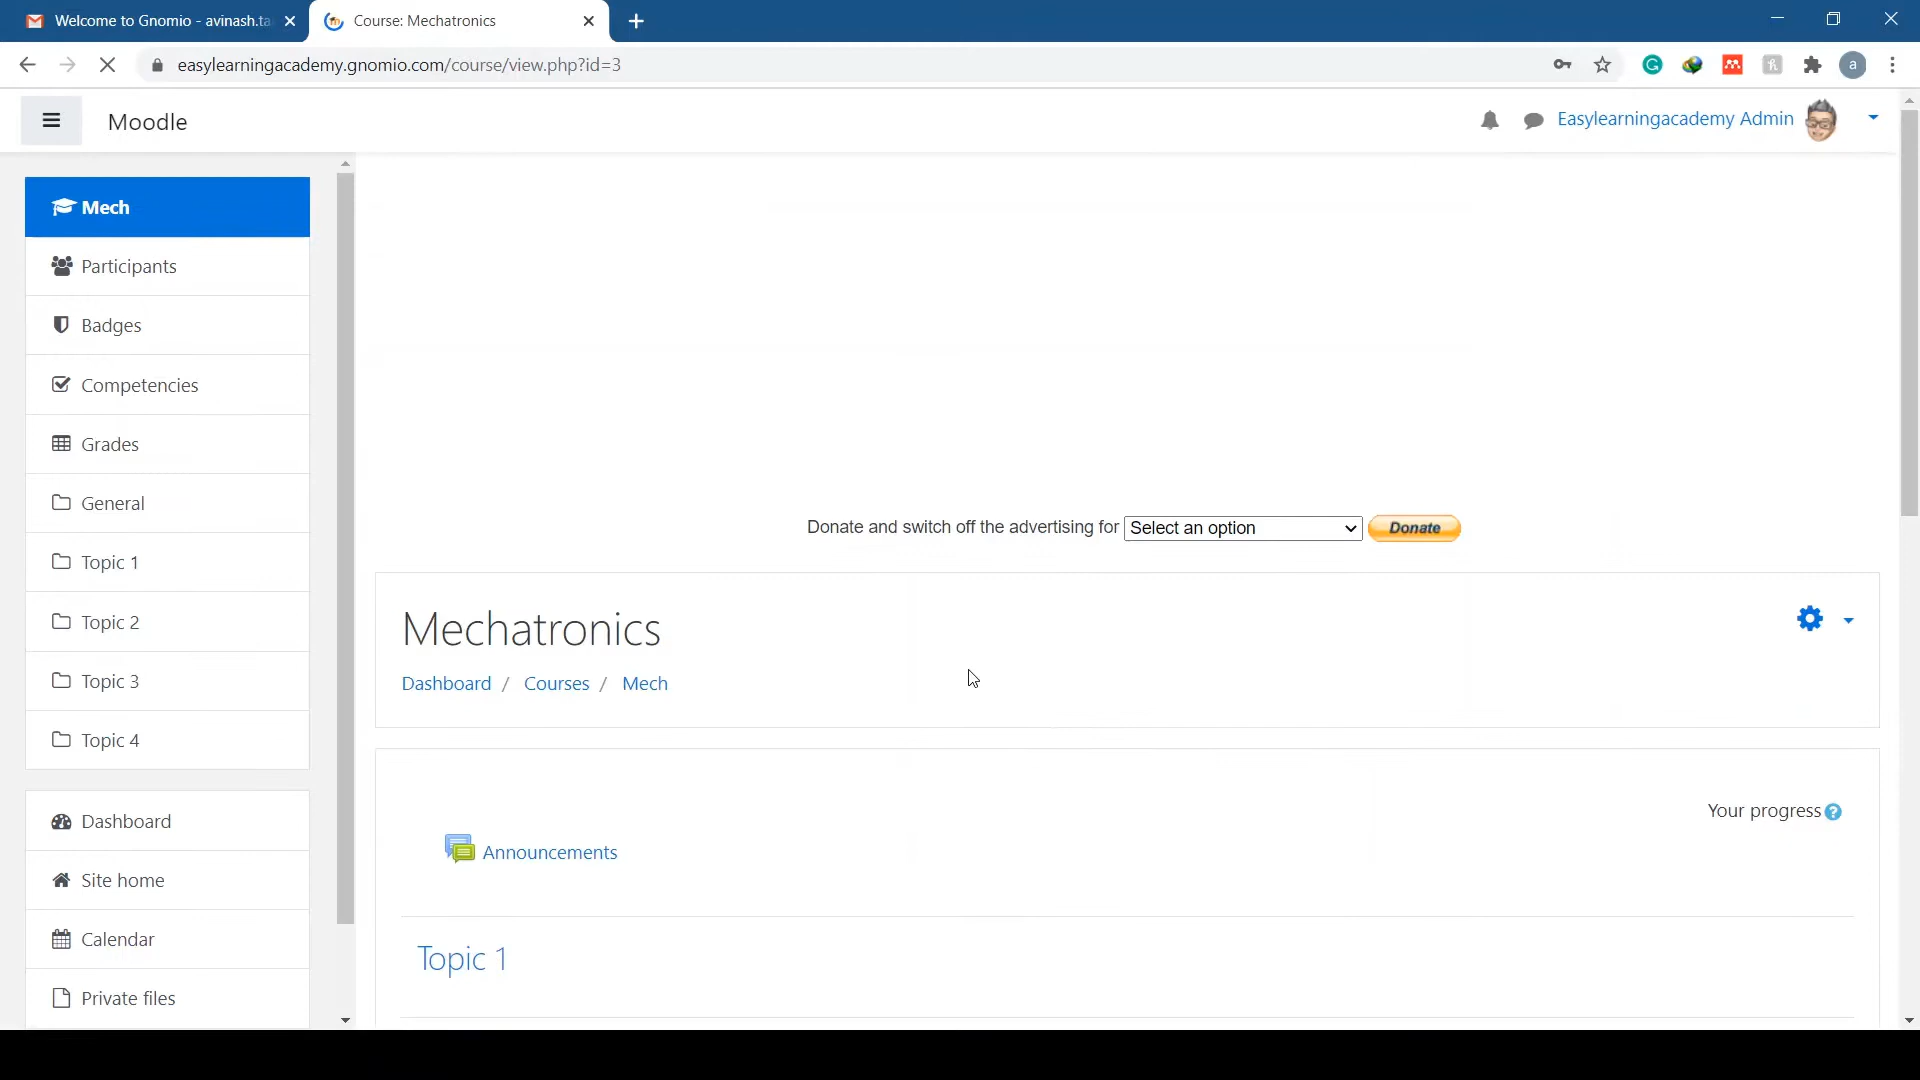 Welcome to Gnomio - avinash.ta
Course: Mechatronics
easylearningacademy.gnomio.com/course/view.php?id=3
a
Moodle
Easylearningacademy Admin
Mech
Participants
Badges
Competencies
Grades
General
Topic 1
Topic 2
Topic 3
Topic 4
Dashboard
Site home
Calendar
Private files
Donate and switch off the advertising for Select an option Donate
Mechatronics
Dashboard / Courses / Mech
Your progress
Announcements
Topic 1